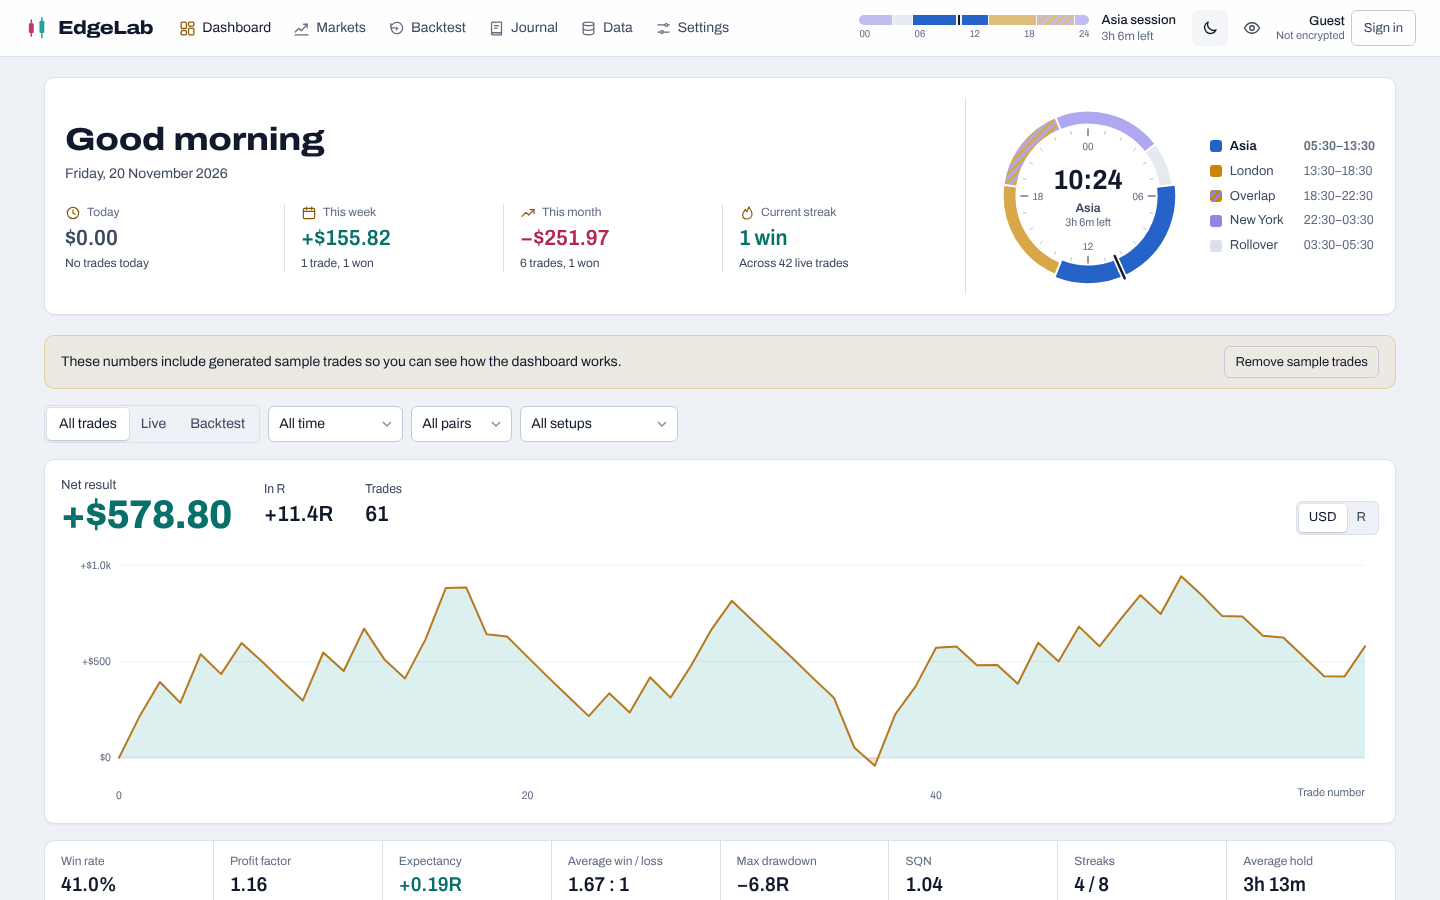 EdgeLab
Dashboard
Markets
Backtest
Journal
Data
Settings
00 06 12 18 24
Asia session
3h 6m left
Guest
Not encrypted
Sign in
Good morning
Friday, 20 November 2026
Today
$0.00
No trades today
This week
+$155.82
1 trade, 1 won
This month
−$251.97
6 trades, 1 won
Current streak
1 win
Across 42 live trades
00
18
06
12
10:24
Asia
3h 6m left
Asia 05:30–13:30
London 13:30–18:30
Overlap 18:30–22:30
New York 22:30–03:30
Rollover 03:30–05:30
These numbers include generated sample trades so you can see how the dashboard works.
Remove sample trades
All trades
Live
Backtest
All time
All pairs
All setups
Net result
+$578.80
In R
+11.4R
Trades
61
USD
R
+$1.0k
+$500
$0
0 20 40
Trade number
Win rate
41.0%
Profit factor
1.16
Expectancy
+0.19R
Average win / loss
1.67 : 1
Max drawdown
−6.8R
SQN
1.04
Streaks
4 / 8
Average hold
3h 13m